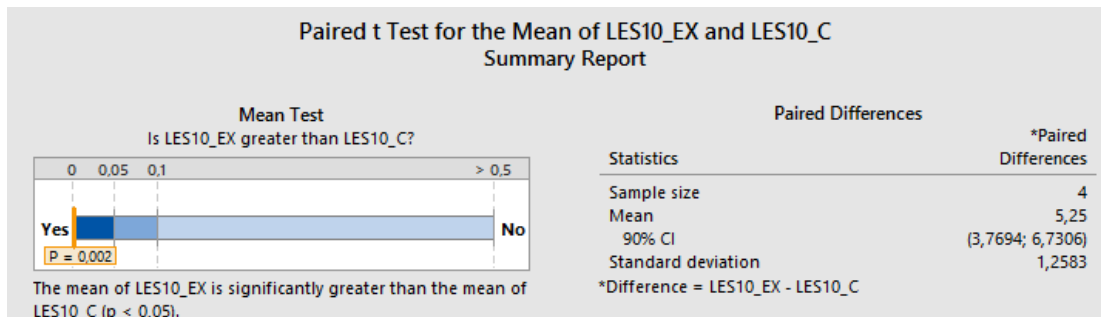 Paired t Test for the Mean of LES10_EX and LES10_C
Summary Report
Mean Test
Is LES10_EX greater than LES10_C?
0 0,05 0,1 > 0,5
Yes No
P = 0,002
The mean of LES10_EX is significantly greater than the mean of
LES10_C (p < 0,05).
Paired Differences
*Paired
Statistics Differences
Sample size 4
Mean 5,25
90% CI (3,7694; 6,7306)
Standard deviation 1,2583
*Difference = LES10_EX - LES10_C